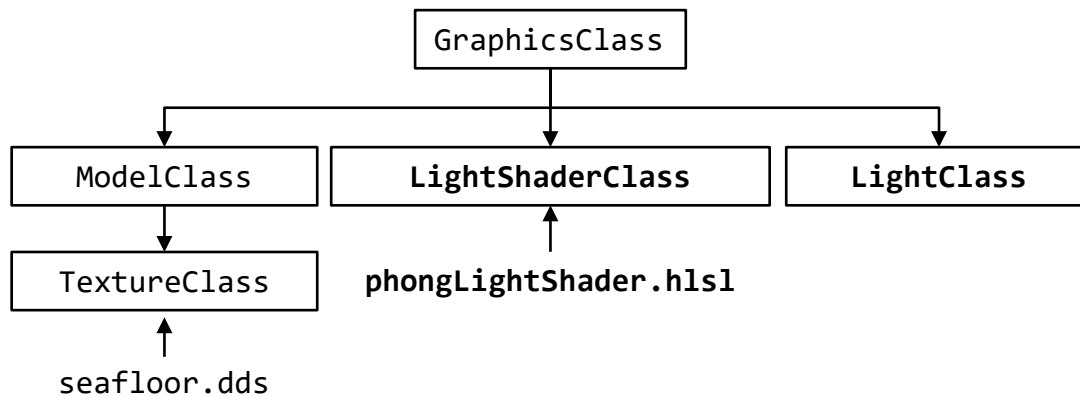 GraphicsClass
ModelClass
LightShaderClass
LightClass
TextureClass
phongLightShader.hlsl
seafloor.dds